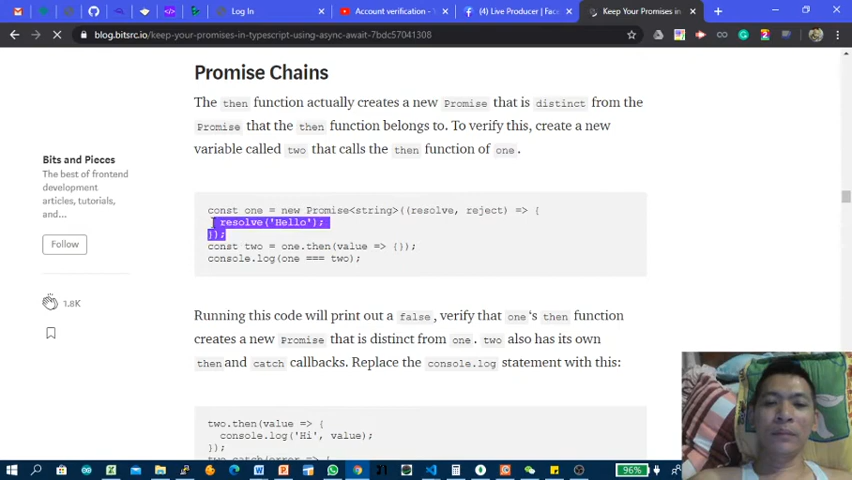 Log In
Account verification -
(4) Live Producer | Fac
Keep Your Promises in
blog.bitsrc.io/keep-your-promises-in-typescript-using-async-await-7bdc57041308
Promise Chains
The then function actually creates a new Promise that is distinct from the
Promise that the then function belongs to. To verify this, create a new
variable called two that calls the then function of one.
Bits and Pieces
The best of frontend
development
articles, tutorials,
and...
Follow
1.8K
const one = new Promise<string>((resolve, reject) => {
resolve('Hello');
});
const two = one.then(value => {});
console.log(one === two);
Running this code will print out a false, verify that one's then function
creates a new Promise that is distinct from one. two also has its own
then and catch callbacks. Replace the console.log statement with this:
two.then(value => {
console.log('Hi', value);
});
two.catch(error => {
96%